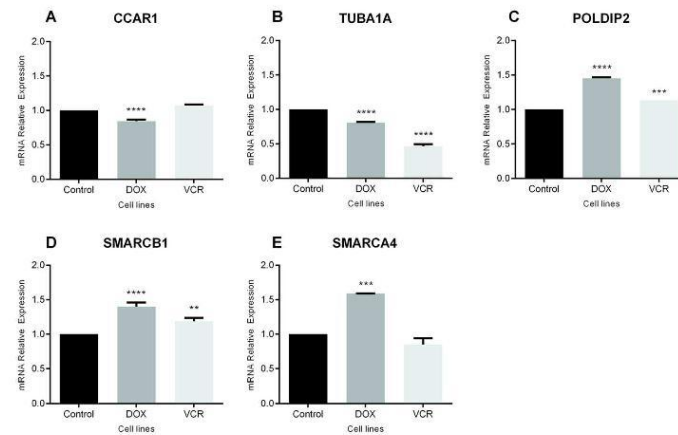 A CCAR1
mRNA Relative Expression
2.0
1.5
1.0
0.5
0.0
****
Control DOX VCR
Cell lines
B TUBA1A
mRNA Relative Expression
2.0
1.5
1.0
0.5
0.0
****
****
Control DOX VCR
Cell lines
C POLDIP2
mRNA Relative Expression
2.0
1.5
1.0
0.5
0.0
****
***
Control DOX VCR
Cell lines
D SMARCB1
mRNA Relative Expression
2.0
1.5
1.0
0.5
0.0
****
**
Control DOX VCR
Cell lines
E SMARCA4
mRNA Relative Expression
2.0
1.5
1.0
0.5
0.0
***
Control DOX VCR
Cell lines